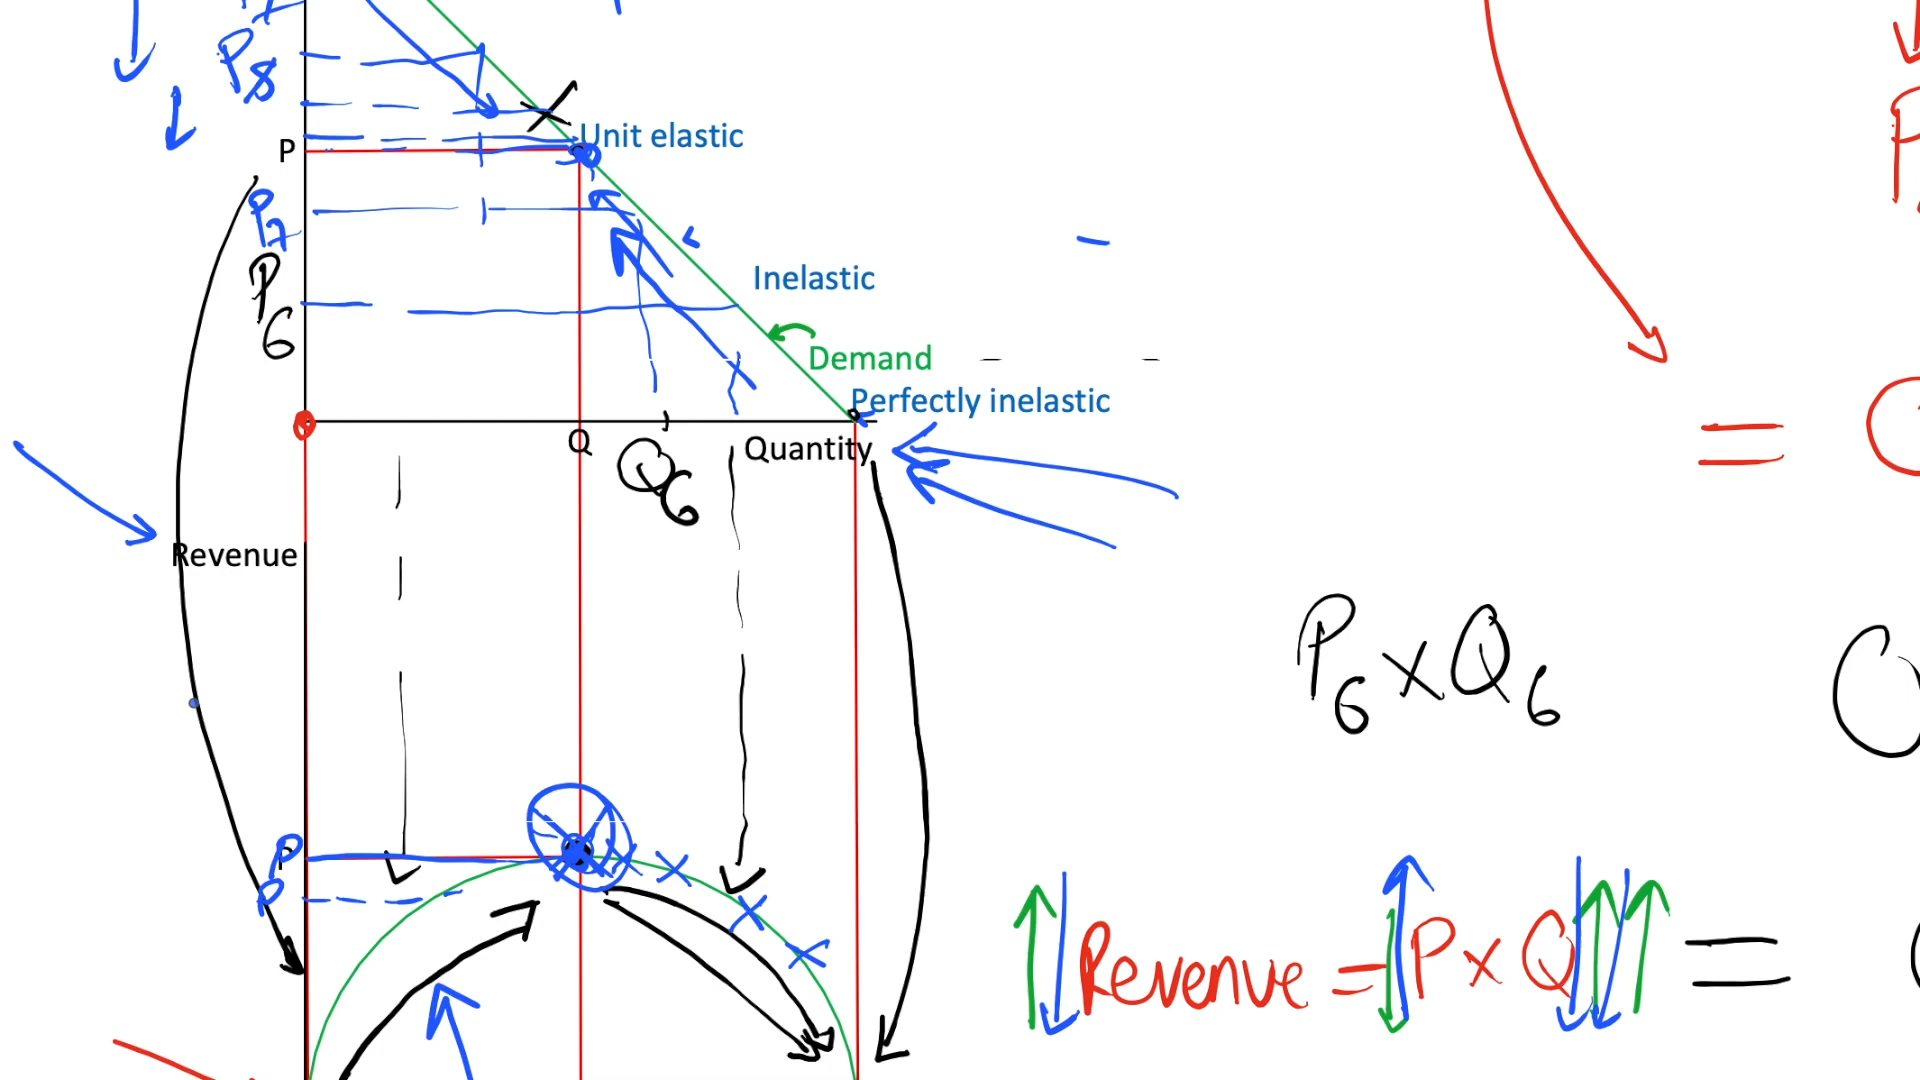 P8
Unit elastic
P
P7
Inelastic
P6
Demand
Perfectly inelastic
Q
Quantity
Q6
=
Revenue
P6 × Q6
P
P
P
Revenue = P × Q =